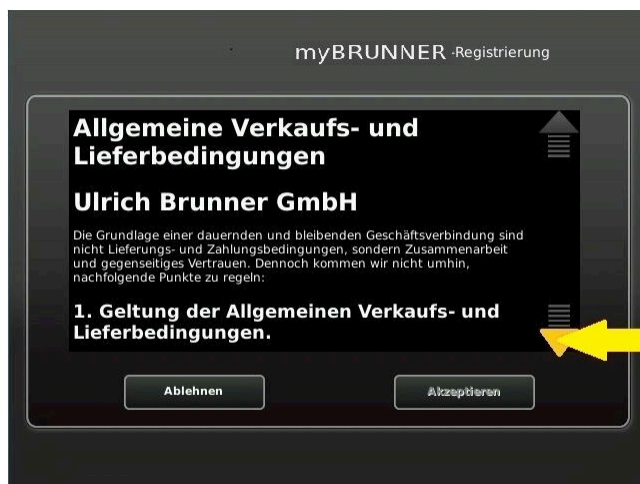 myBRUNNER -Registrierung
Allgemeine Verkaufs- und
Lieferbedingungen
Ulrich Brunner GmbH
Die Grundlage einer dauernden und bleibenden Geschäftsverbindung sind
nicht Lieferungs- und Zahlungsbedingungen, sondern Zusammenarbeit
und gegenseitiges Vertrauen. Dennoch kommen wir nicht umhin,
nachfolgende Punkte zu regeln:
1. Geltung der Allgemeinen Verkaufs- und
Lieferbedingungen.
Ablehnen
Akzeptieren